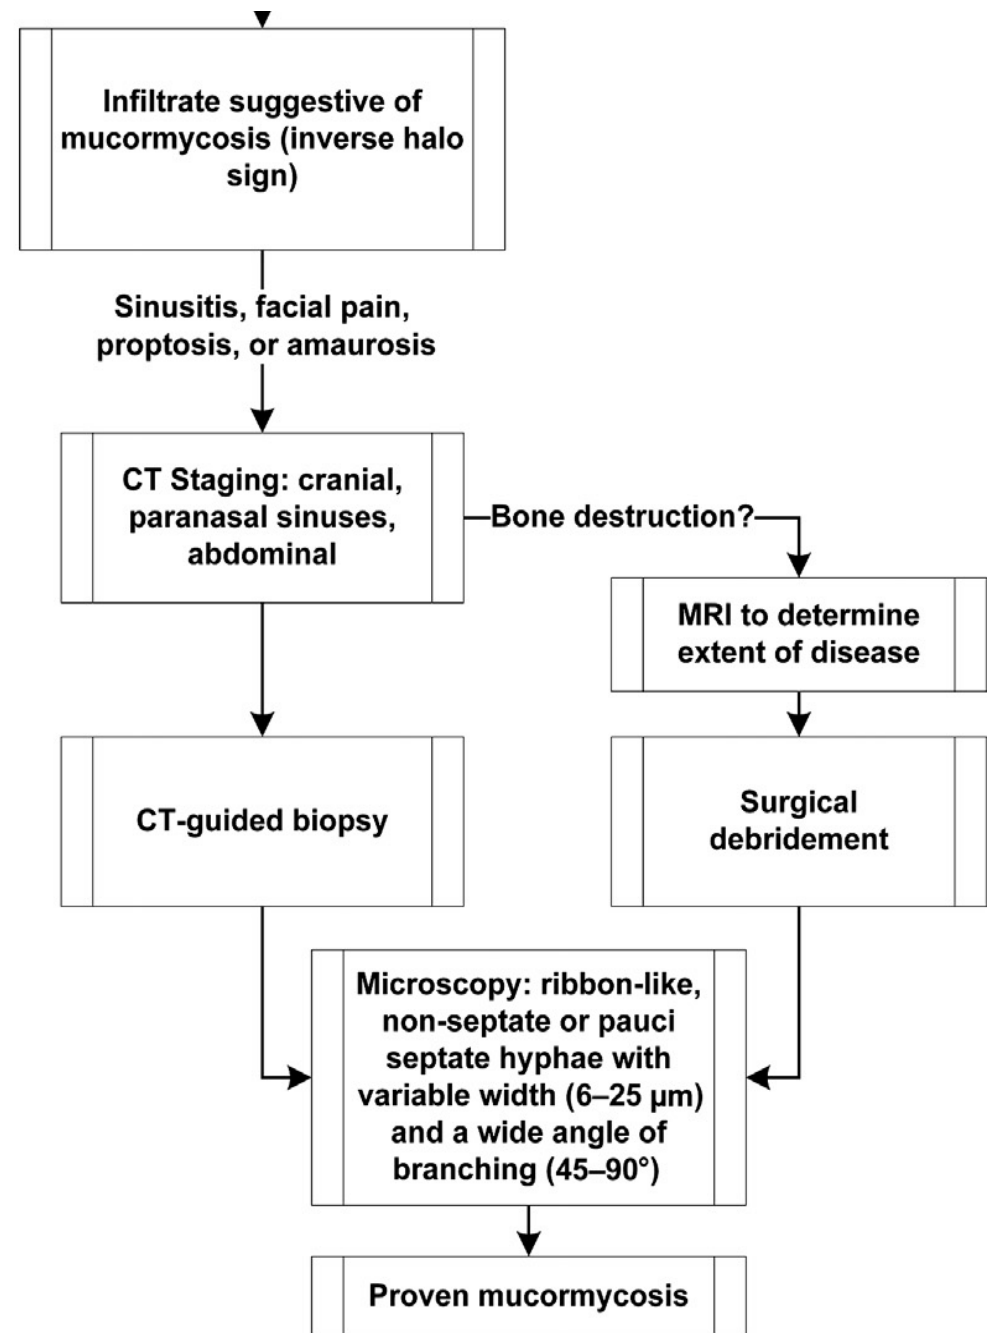 Infiltrate suggestive of
mucormycosis (inverse halo
sign)
Sinusitis, facial pain,
proptosis, or amaurosis
CT Staging: cranial,
paranasal sinuses,
abdominal
Bone destruction?
MRI to determine
extent of disease
CT-guided biopsy
Surgical
debridement
Microscopy: ribbon-like,
non-septate or pauci
septate hyphae with
variable width (6–25 μm)
and a wide angle of
branching (45–90°)
Proven mucormycosis